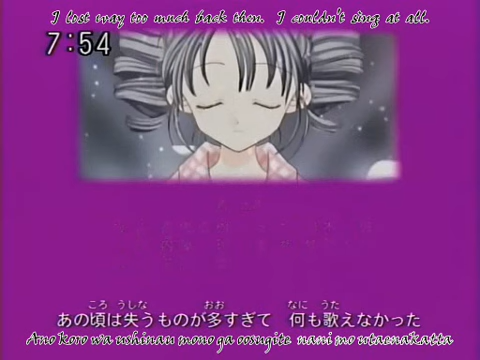 I lost way too much back then. I couldn't sing at all.
7:54
ころ うしな おお なに うた
あの頃は失うものが多すぎて 何も歌えなかった
Ano koro wa ushinau mono ga oosugite nani mo utaenakatta